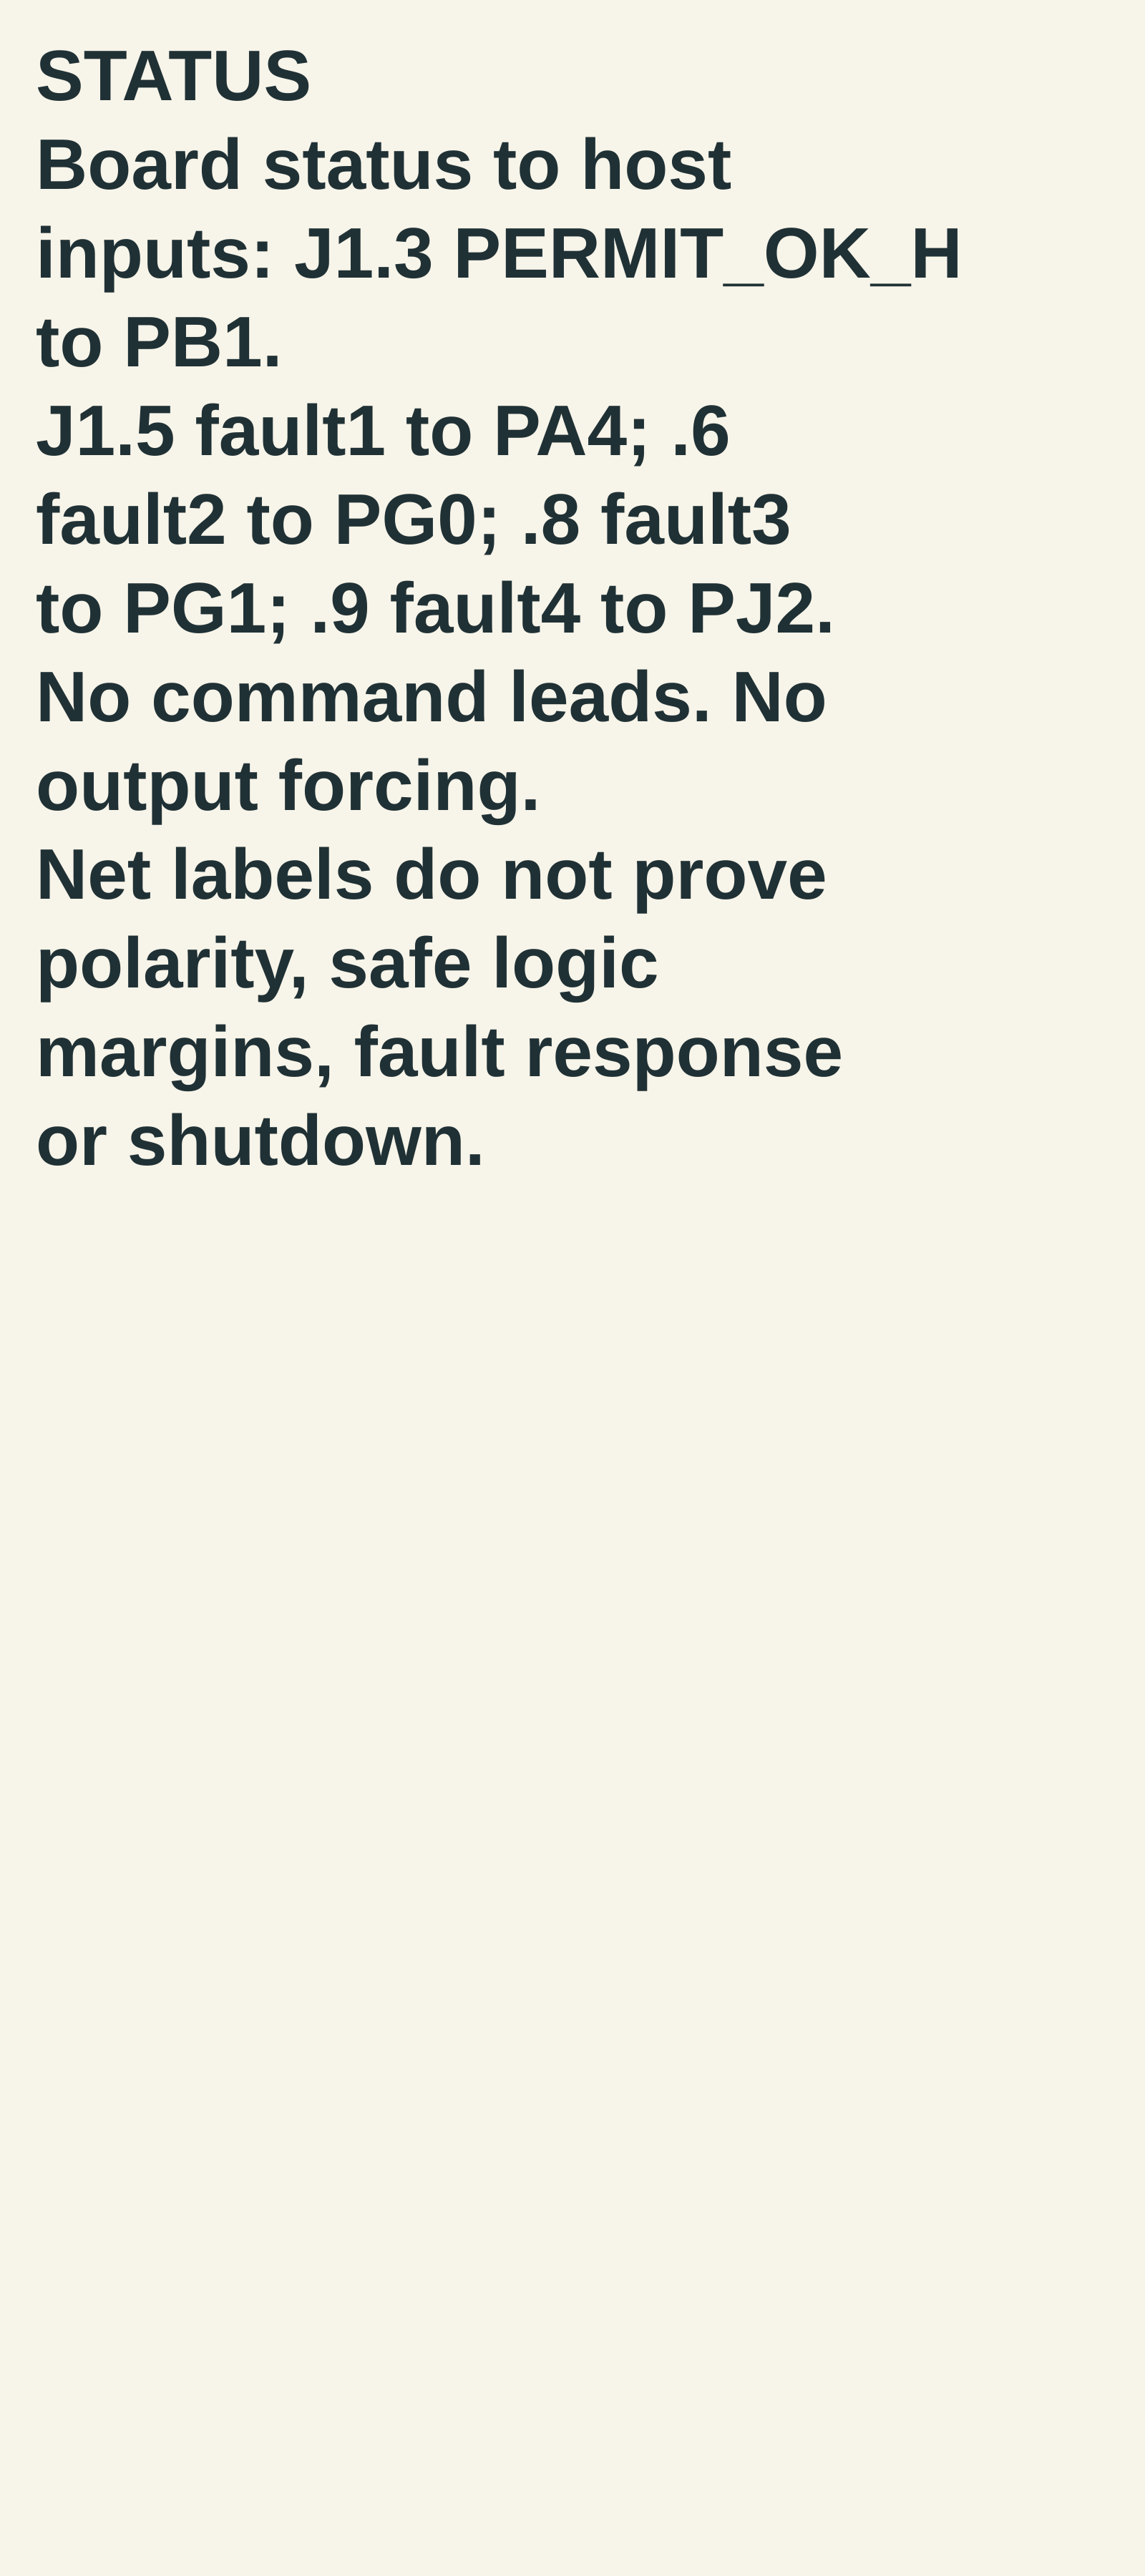 STATUS
Board status to host
inputs: J1.3 PERMIT_OK_H
to PB1.
J1.5 fault1 to PA4; .6
fault2 to PG0; .8 fault3
to PG1; .9 fault4 to PJ2.
No command leads. No
output forcing.
Net labels do not prove
polarity, safe logic
margins, fault response
or shutdown.